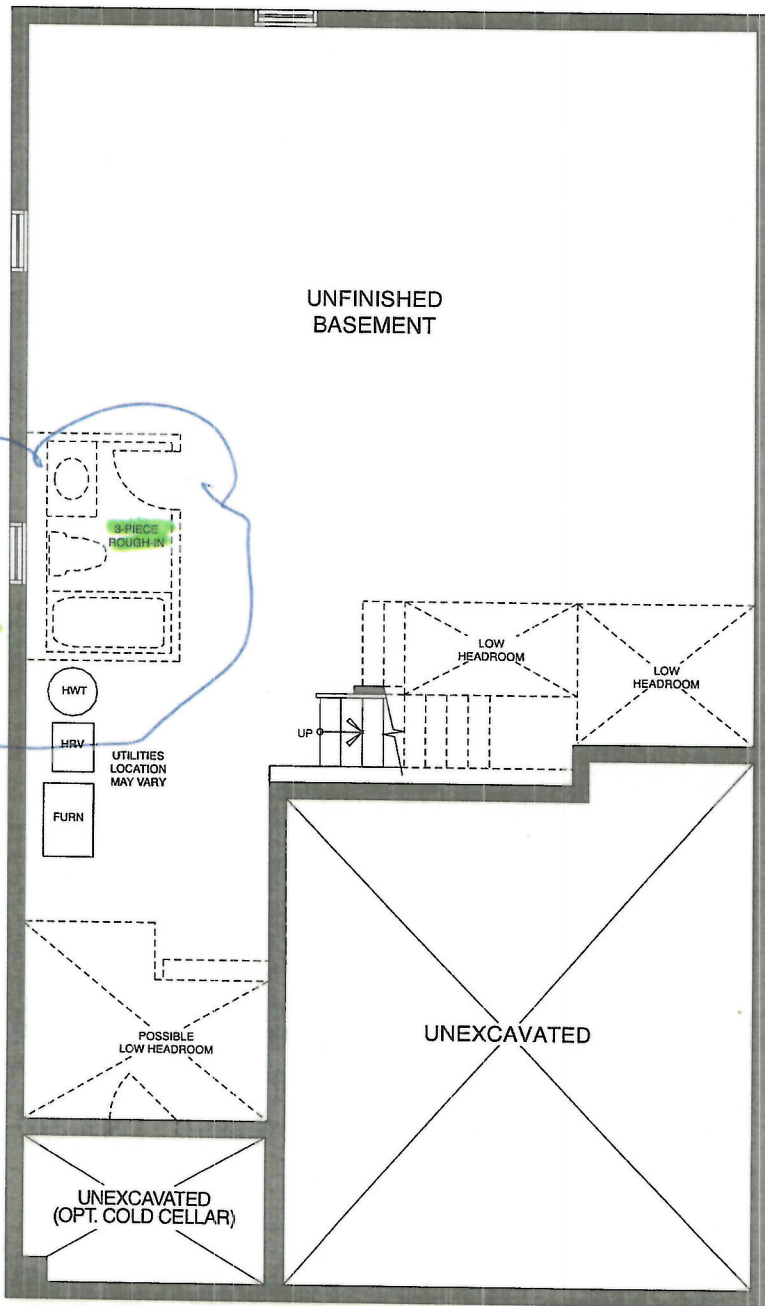 UNFINISHED
BASEMENT
3-PIECE
ROUGH-IN
LOW
HEADROOM
LOW
HEADROOM
HWT
UP
HRV
UTILITIES
LOCATION
MAY VARY
FURN
POSSIBLE
LOW HEADROOM
UNEXCAVATED
UNEXCAVATED
(OPT. COLD CELLAR)